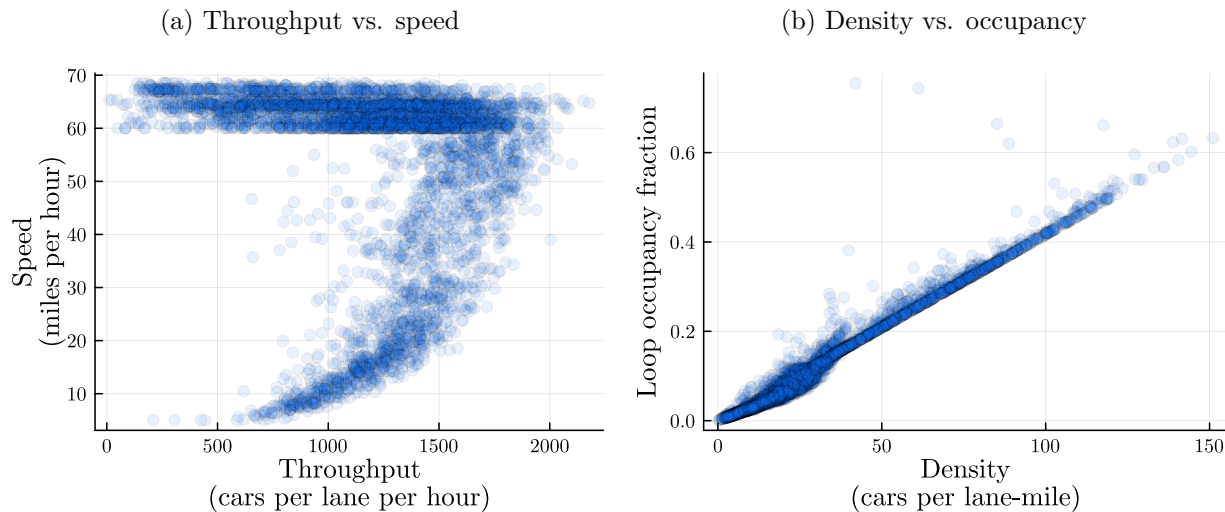 (a) Throughput vs. speed
70
60
50
40
30
20
10
Speed
(miles per hour)
0
500
1000
1500
2000
Throughput
(cars per lane per hour)
(b) Density vs. occupancy
0.6
0.4
0.2
0.0
Loop occupancy fraction
0
50
100
150
Density
(cars per lane-mile)